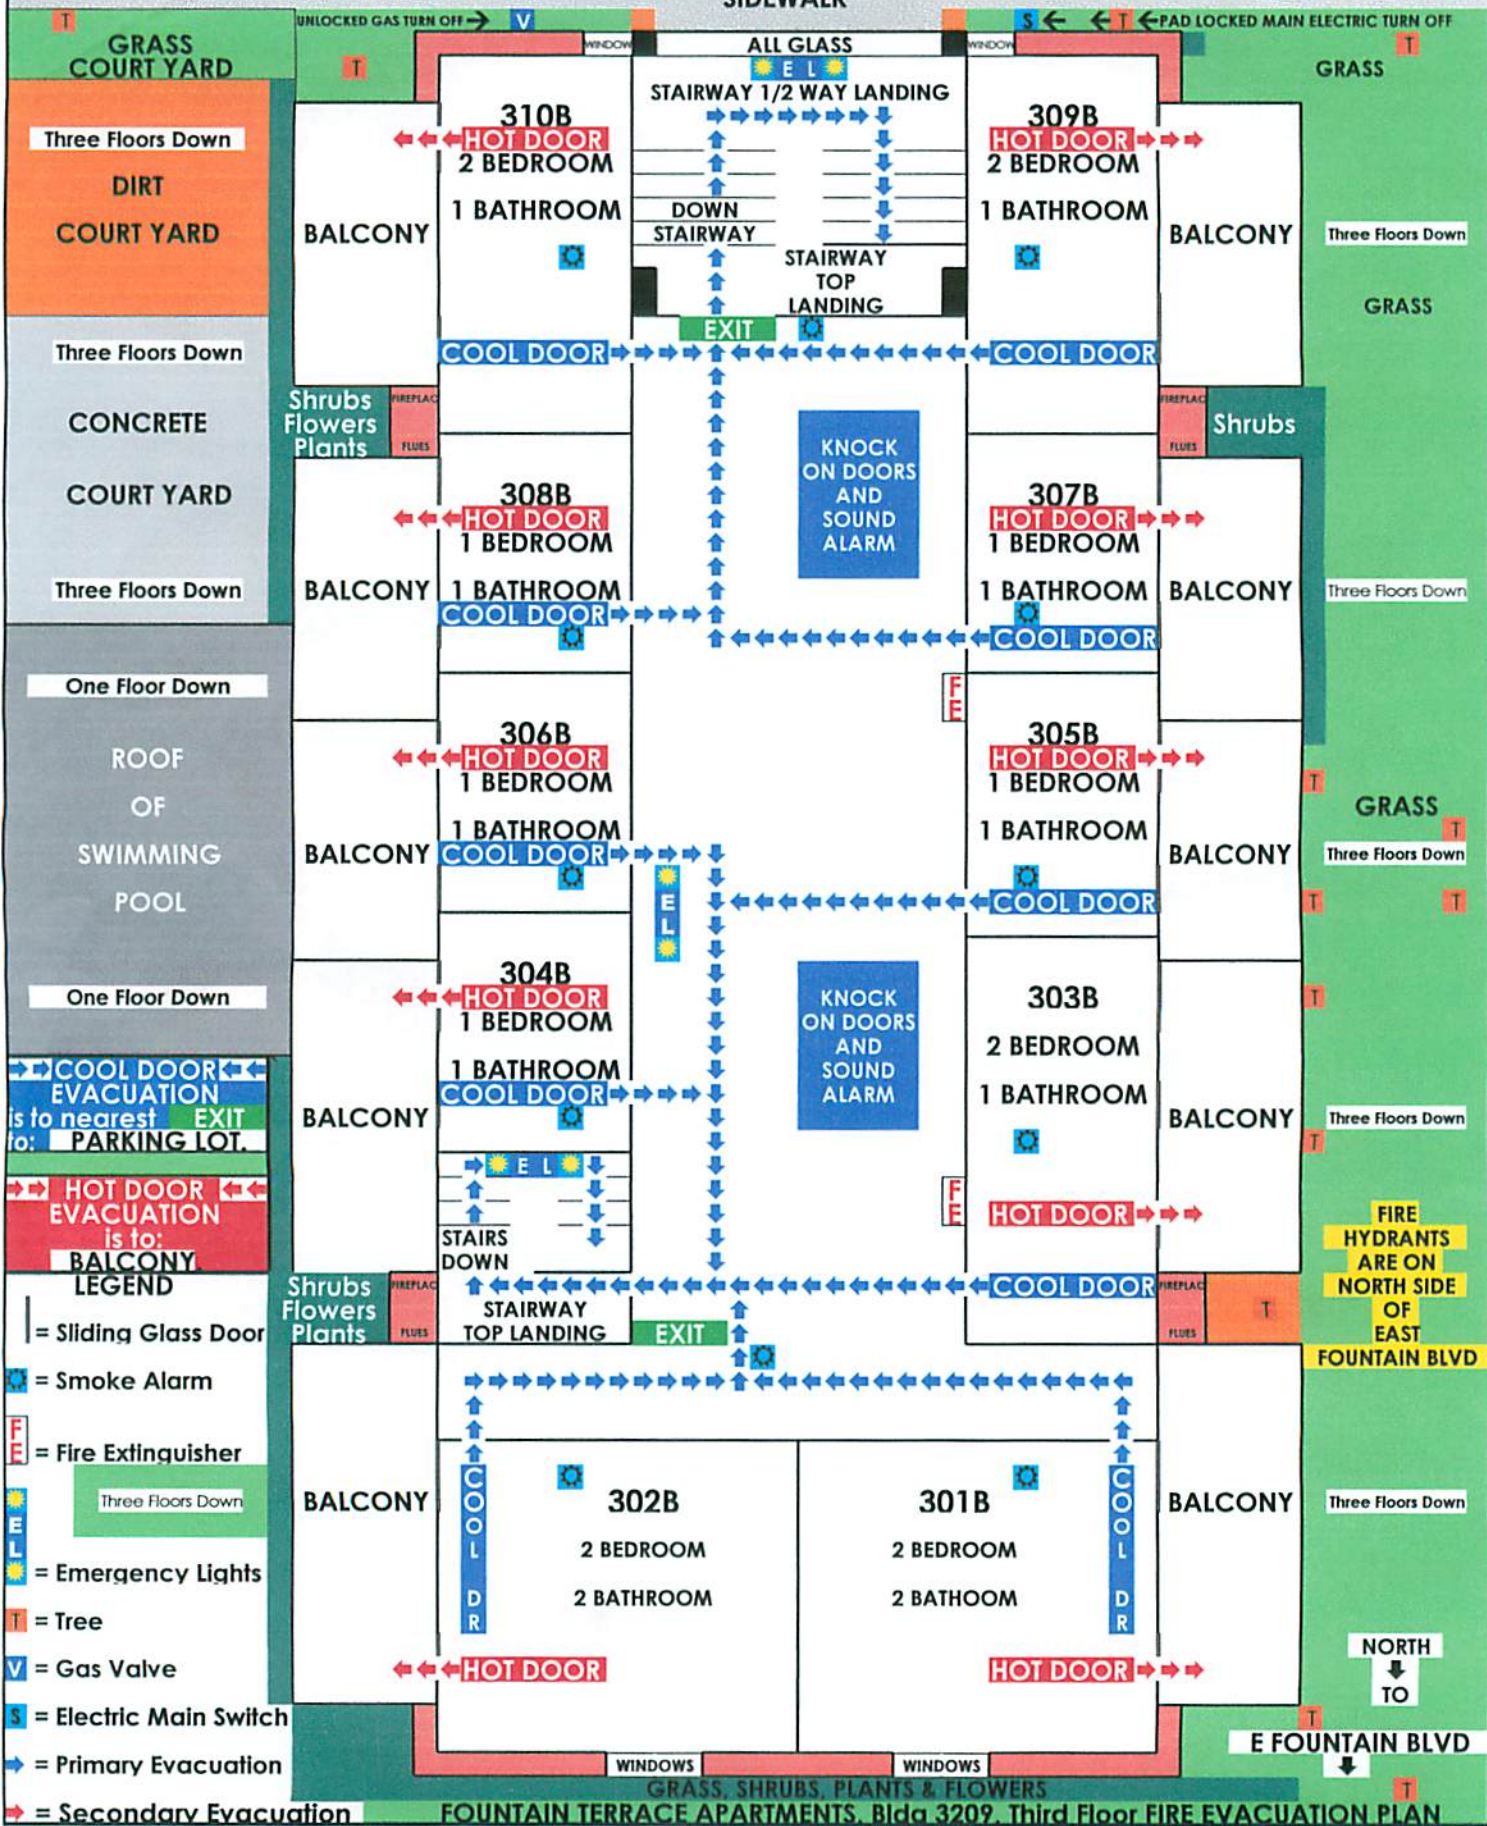 SIDEWALK
T
UNLOCKED GAS TURN OFF
V
S
T
PAD LOCKED MAIN ELECTRIC TURN OFF
GRASS
COURT YARD
T
WINDOW
ALL GLASS
WINDOW
T
GRASS
E L
STAIRWAY 1/2 WAY LANDING
Three Floors Down
DIRT
COURT YARD
BALCONY
310B
HOT DOOR
2 BEDROOM
1 BATHROOM
DOWN
STAIRWAY
STAIRWAY
TOP
LANDING
EXIT
309B
HOT DOOR
2 BEDROOM
1 BATHROOM
BALCONY
Three Floors Down
GRASS
Three Floors Down
COOL DOOR
COOL DOOR
CONCRETE
COURT YARD
Three Floors Down
Shrubs
Flowers
Plants
FIREPLAC
FLUES
KNOCK
ON DOORS
AND
SOUND
ALARM
FIREPLAC
FLUES
Shrubs
BALCONY
308B
HOT DOOR
1 BEDROOM
1 BATHROOM
COOL DOOR
307B
HOT DOOR
1 BEDROOM
1 BATHROOM
COOL DOOR
BALCONY
Three Floors Down
One Floor Down
ROOF
OF
SWIMMING
POOL
One Floor Down
F
E
BALCONY
306B
HOT DOOR
1 BEDROOM
1 BATHROOM
COOL DOOR
E
L
305B
HOT DOOR
1 BEDROOM
1 BATHROOM
COOL DOOR
BALCONY
T
GRASS
T
Three Floors Down
T
T
BALCONY
304B
HOT DOOR
1 BEDROOM
1 BATHROOM
COOL DOOR
KNOCK
ON DOORS
AND
SOUND
ALARM
303B
2 BEDROOM
1 BATHROOM
F
E
HOT DOOR
COOL DOOR
BALCONY
T
Three Floors Down
T
COOL DOOR
EVACUATION
is to nearest EXIT
to: PARKING LOT.
HOT DOOR
EVACUATION
is to:
BALCONY.
E L
STAIRS
DOWN
STAIRWAY
TOP LANDING
EXIT
Shrubs
Flowers
Plants
FIREPLAC
FLUES
FIREPLAC
FLUES
T
FIRE
HYDRANTS
ARE ON
NORTH SIDE
OF
EAST
FOUNTAIN BLVD
LEGEND
= Sliding Glass Door
= Smoke Alarm
F
E
= Fire Extinguisher
Three Floors Down
E
L
= Emergency Lights
T = Tree
V = Gas Valve
S = Electric Main Switch
= Primary Evacuation
= Secondary Evacuation
BALCONY
COOL DR
302B
2 BEDROOM
2 BATHROOM
HOT DOOR
301B
2 BEDROOM
2 BATHOOM
COOL DR
HOT DOOR
BALCONY
Three Floors Down
NORTH
TO
T
E FOUNTAIN BLVD
T
WINDOWS
WINDOWS
GRASS, SHRUBS, PLANTS & FLOWERS
FOUNTAIN TERRACE APARTMENTS, Bldg 3209, Third Floor FIRE EVACUATION PLAN